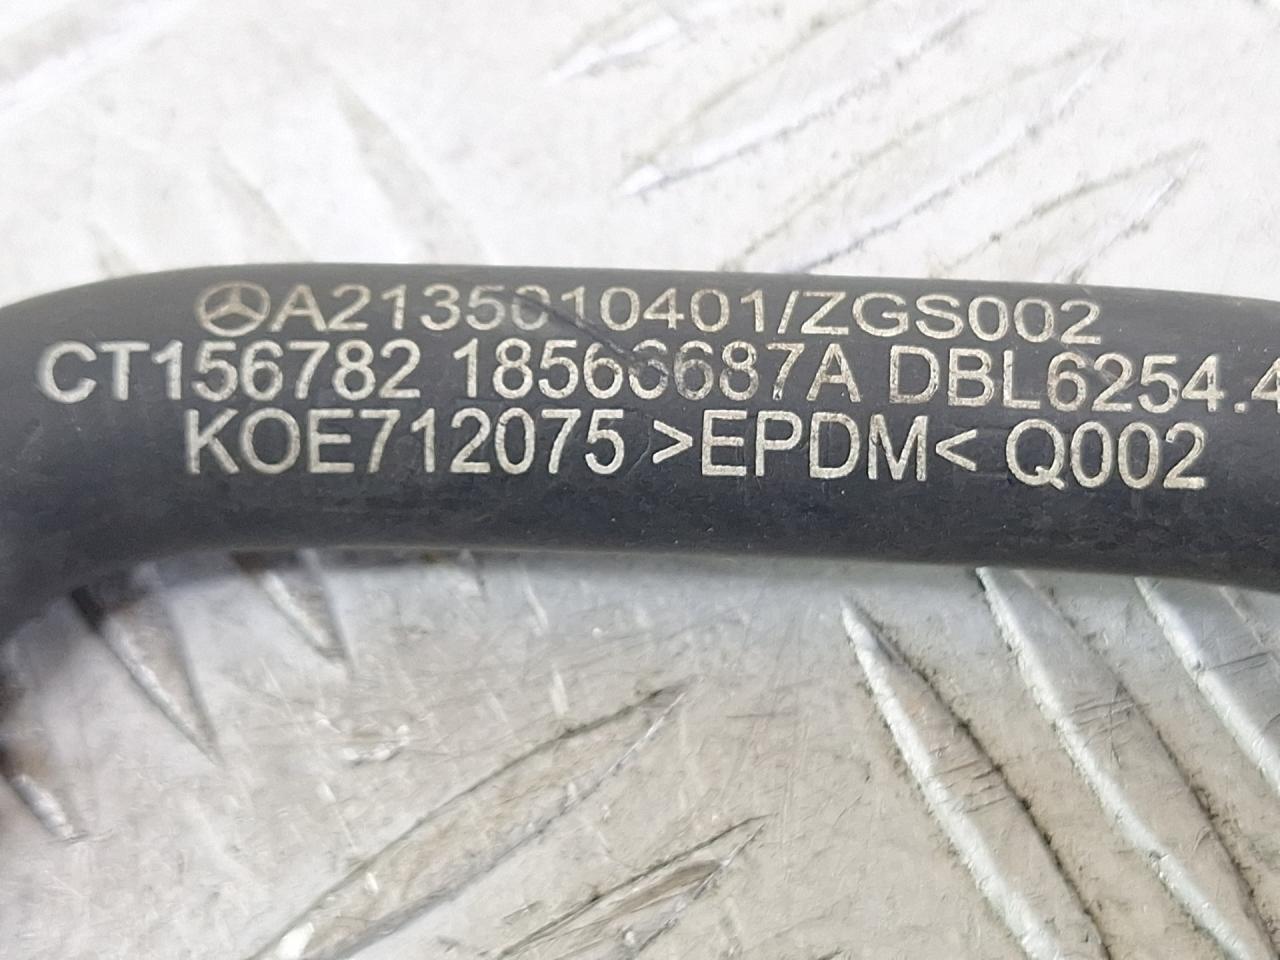 A2135010401/ZGS002
CT156782 18566687A DBL6254.4
KOE712075 >EPDM< Q002